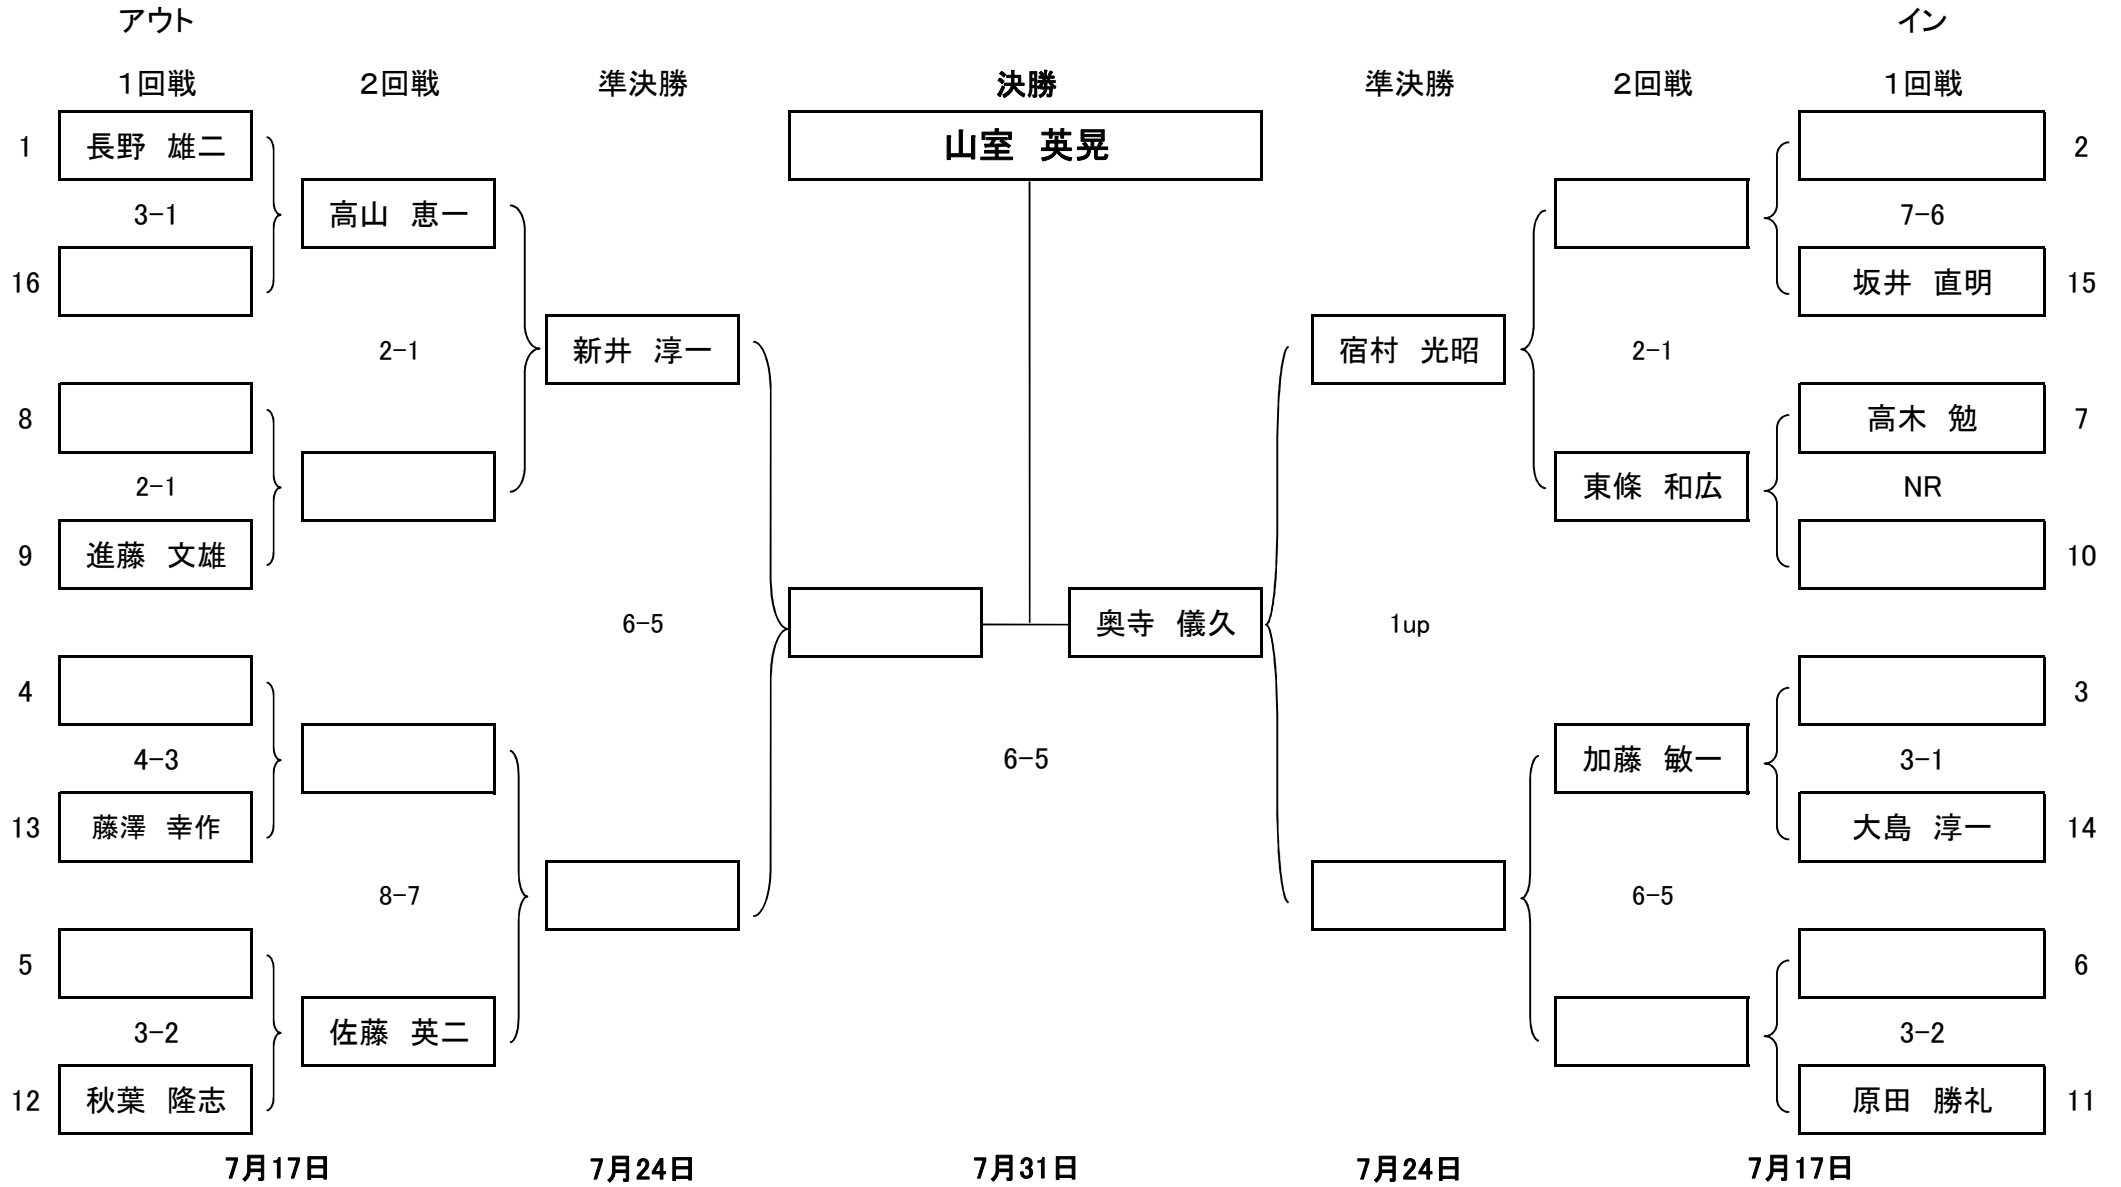 アウト イン
１回戦 ２回戦 準決勝 決勝 準決勝 ２回戦 １回戦
1 長野　雄二 山室　英晃 2
3-1 高山　恵一 7-6
16 坂井　直明 15
2-1 新井　淳一 宿村　光昭 2-1
8 高木　勉 7
2-1 東條　和広 NR
9 進藤　文雄 10
6-5 奥寺　儀久 1up
4 3
4-3 6-5 加藤　敏一 3-1
13 藤澤　幸作 大島　淳一 14
8-7 6-5
5 6
3-2 佐藤　英二 3-2
12 秋葉　隆志 原田　勝礼 11
7月17日 7月24日 7月31日 7月24日 7月17日